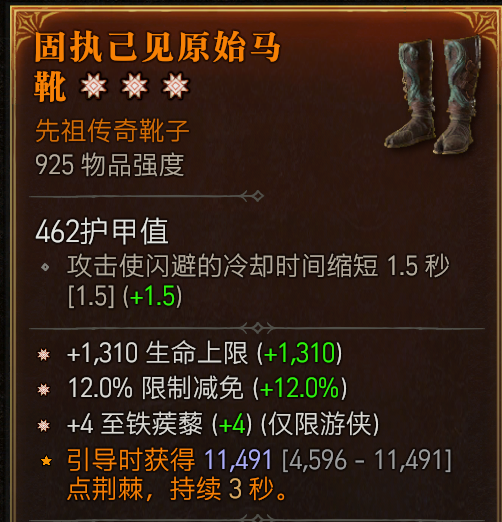 固执己见原始马
靴
先祖传奇靴子
925 物品强度
462护甲值
攻击使闪避的冷却时间缩短 1.5 秒
[1.5] (+1.5)
+1,310 生命上限 (+1,310)
12.0% 限制减免 (+12.0%)
+4 至铁蒺藜 (+4) (仅限游侠)
引导时获得 11,491 [4,596 - 11,491]
点荆棘，持续 3 秒。